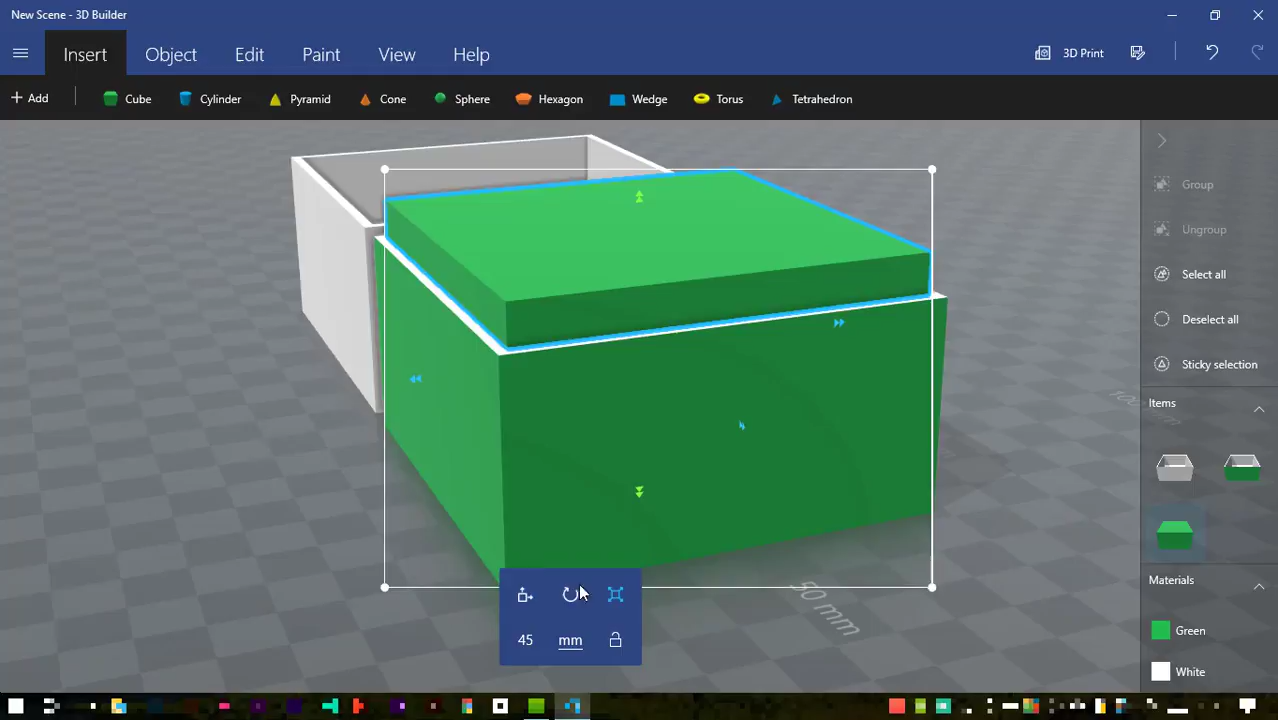 New Scene - 3D Builder
Insert Object Edit Paint View Help
3D Print
+ Add Cube Cylinder Pyramid Cone Sphere Hexagon Wedge Torus Tetrahedron
Group
Ungroup
Select all
Deselect all
Sticky selection
Items
Materials
Green
White
50 mm
45 mm